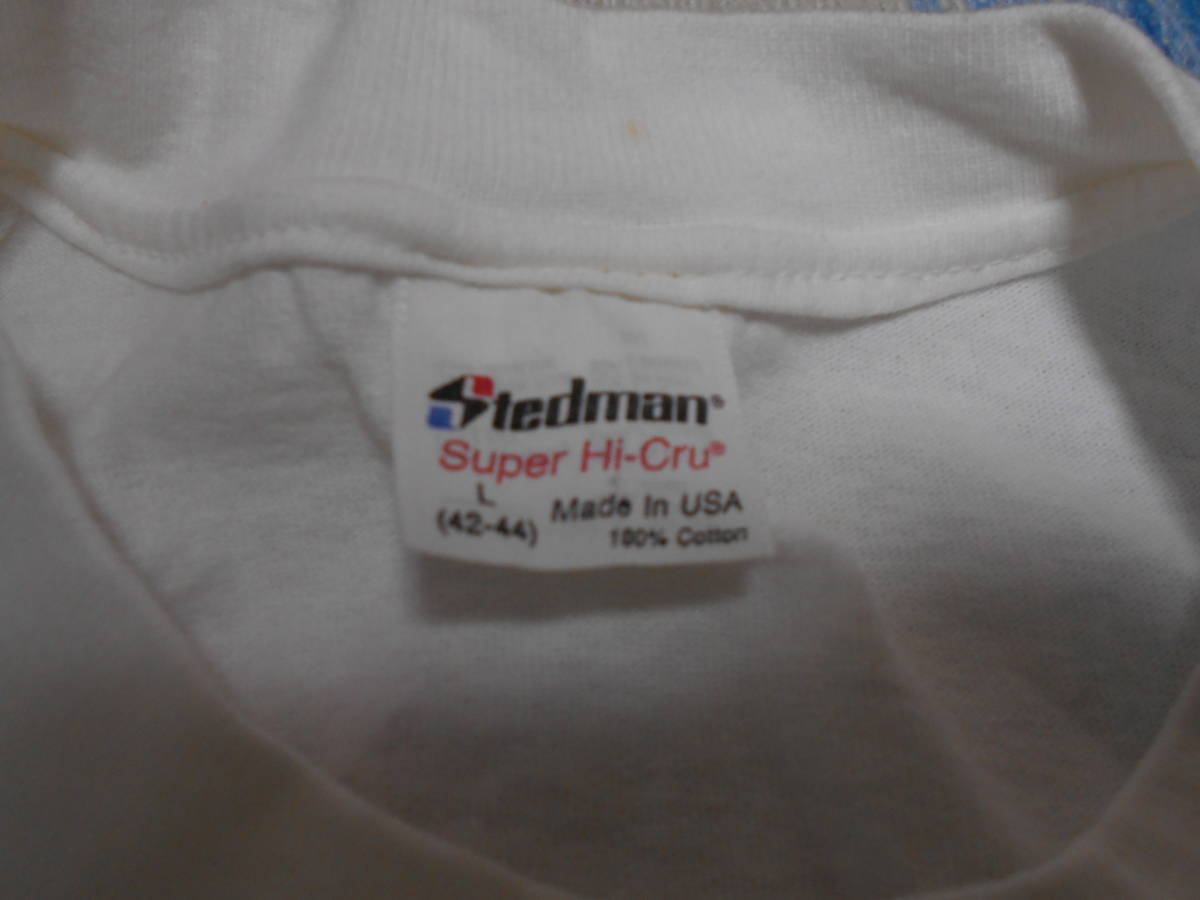 Stedman®
Super Hi-Cru®
L
(42-44)
Made In USA
100% Cotton